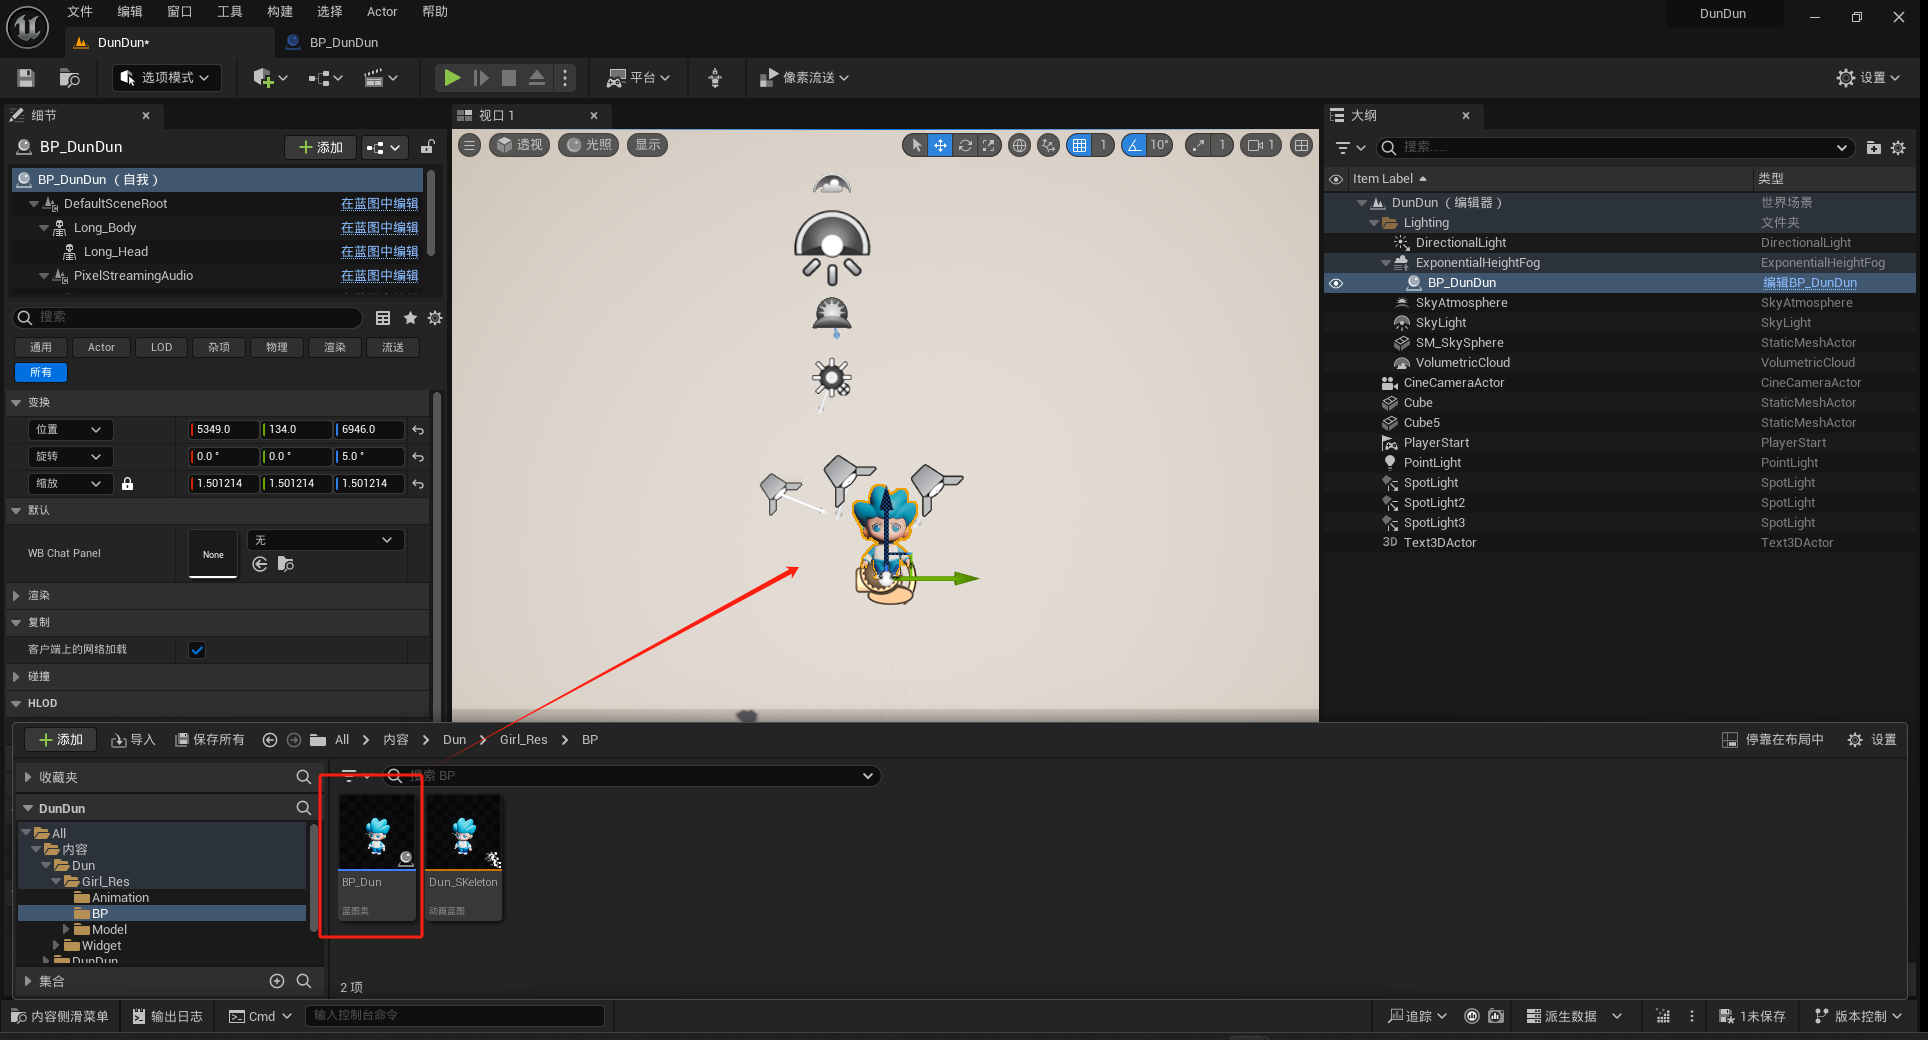 文件 编辑 窗口 工具 构建 选择 Actor 帮助
DunDun
DunDun*
BP_DunDun
选项模式
平台
像素流送
设置
细节
BP_DunDun
添加
BP_DunDun （自我）
DefaultSceneRoot 在蓝图中编辑
Long_Body 在蓝图中编辑
Long_Head 在蓝图中编辑
PixelStreamingAudio 在蓝图中编辑
搜索
通用 Actor LOD 杂项 物理 渲染 流送
所有
变换
位置 5349.0 134.0 6946.0
旋转 0.0 ° 0.0 ° 5.0 °
缩放 1.501214 1.501214 1.501214
默认
WB Chat Panel None 无
渲染
复制
客户端上的网络加载
碰撞
HLOD
视口 1
透视 光照 显示
1 10° 1 1
大纲
搜索......
Item Label 类型
DunDun （编辑器） 世界场景
Lighting 文件夹
DirectionalLight DirectionalLight
ExponentialHeightFog ExponentialHeightFog
BP_DunDun 编辑BP_DunDun
SkyAtmosphere SkyAtmosphere
SkyLight SkyLight
SM_SkySphere StaticMeshActor
VolumetricCloud VolumetricCloud
CineCameraActor CineCameraActor
Cube StaticMeshActor
Cube5 StaticMeshActor
PlayerStart PlayerStart
PointLight PointLight
SpotLight SpotLight
SpotLight2 SpotLight
SpotLight3 SpotLight
3D Text3DActor Text3DActor
添加 导入 保存所有 All 内容 Dun Girl_Res BP
停靠在布局中 设置
收藏夹
DunDun
All
内容
Dun
Girl_Res
Animation
BP
Model
Widget
DunDun
集合
搜索 BP
BP_Dun
蓝图类
Dun_SKeleton
动画蓝图
2 项
内容侧滑菜单 输出日志 Cmd 输入控制台命令
追踪 派生数据 1未保存 版本控制